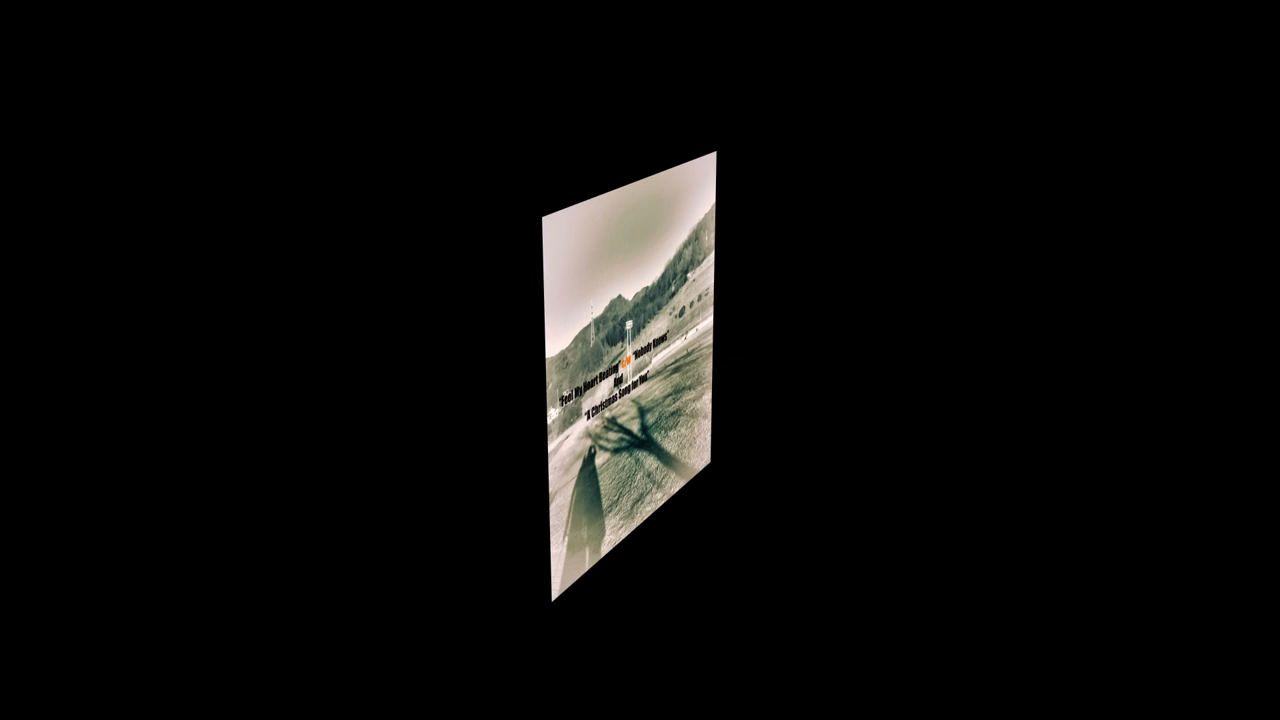 "Feel My Heart Beating" c/w "Nobody Knows"
And
"A Christmas Song for You"